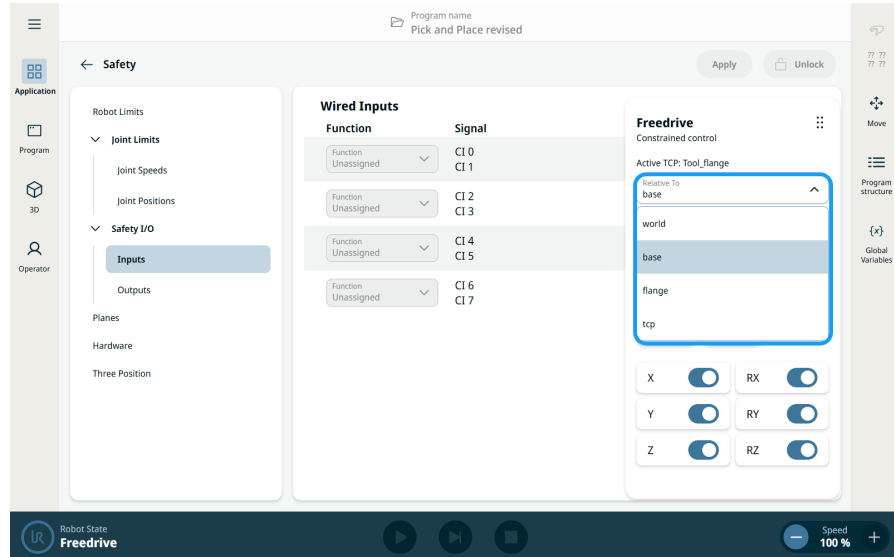 Program name
Pick and Place revised
Safety
Apply
Unlock
Application
Program
3D
Operator
Robot Limits
Joint Limits
Joint Speeds
Joint Positions
Safety I/O
Inputs
Outputs
Planes
Hardware
Three Position
Wired Inputs
Function Signal
Function
Unassigned
CI 0
CI 1
Function
Unassigned
CI 2
CI 3
Function
Unassigned
CI 4
CI 5
Function
Unassigned
CI 6
CI 7
Freedrive
Constrained control
Active TCP: Tool_flange
Relative To
base
world
base
flange
tcp
X RX
Y RY
Z RZ
?? ??
?? ??
Move
Program
structure
{x}
Global
Variables
UR
Robot State
Freedrive
Speed
100 %